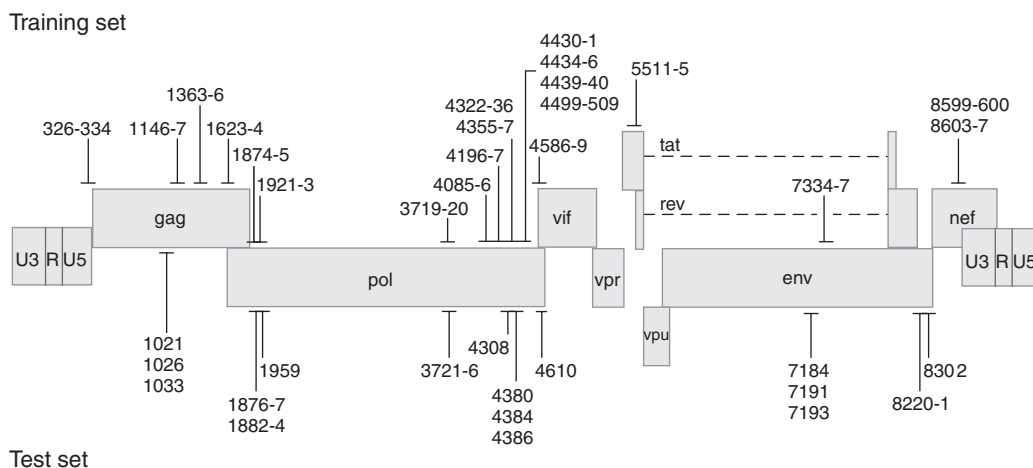 Training set
4430-1
4434-6
4439-40
4499-509
5511-5
1363-6
4322-36
4355-7
8599-600
8603-7
326-334
1146-7
1623-4
1874-5
1921-3
4196-7
4085-6
3719-20
4586-9
tat
7334-7
rev
gag
vif
nef
U3 R U5
pol
vpr
env
U3 R U5
vpu
1021
1026
1033
1959
1876-7
1882-4
3721-6
4308
4380
4384
4386
4610
7184
7191
7193
8302
8220-1
Test set